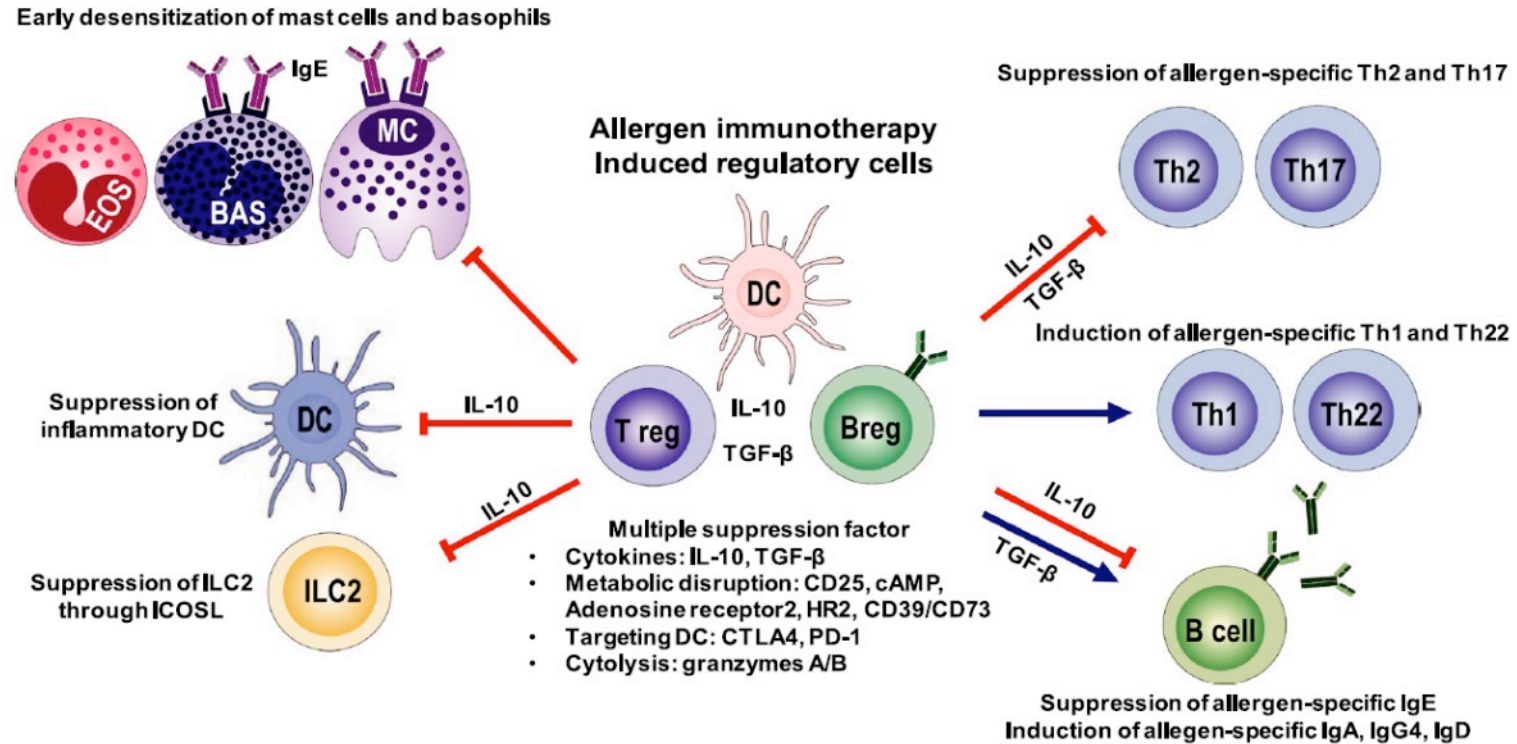 Early desensitization of mast cells and basophils
IgE
EOS
BAS
MC
Allergen immunotherapy
Induced regulatory cells
DC
Suppression of allergen-specific Th2 and Th17
Th2
Th17
IL-10
TGF-β
Suppression of
inflammatory DC
DC
IL-10
T reg
IL-10
TGF-β
Breg
Induction of allergen-specific Th1 and Th22
Th1
Th22
Suppression of ILC2
through ICOSL
ILC2
IL-10
Multiple suppression factor
• Cytokines: IL-10, TGF-β
• Metabolic disruption: CD25, cAMP,
Adenosine receptor2, HR2, CD39/CD73
• Targeting DC: CTLA4, PD-1
• Cytolysis: granzymes A/B
IL-10
TGF-β
B cell
Suppression of allergen-specific IgE
Induction of allegen-specific IgA, IgG4, IgD